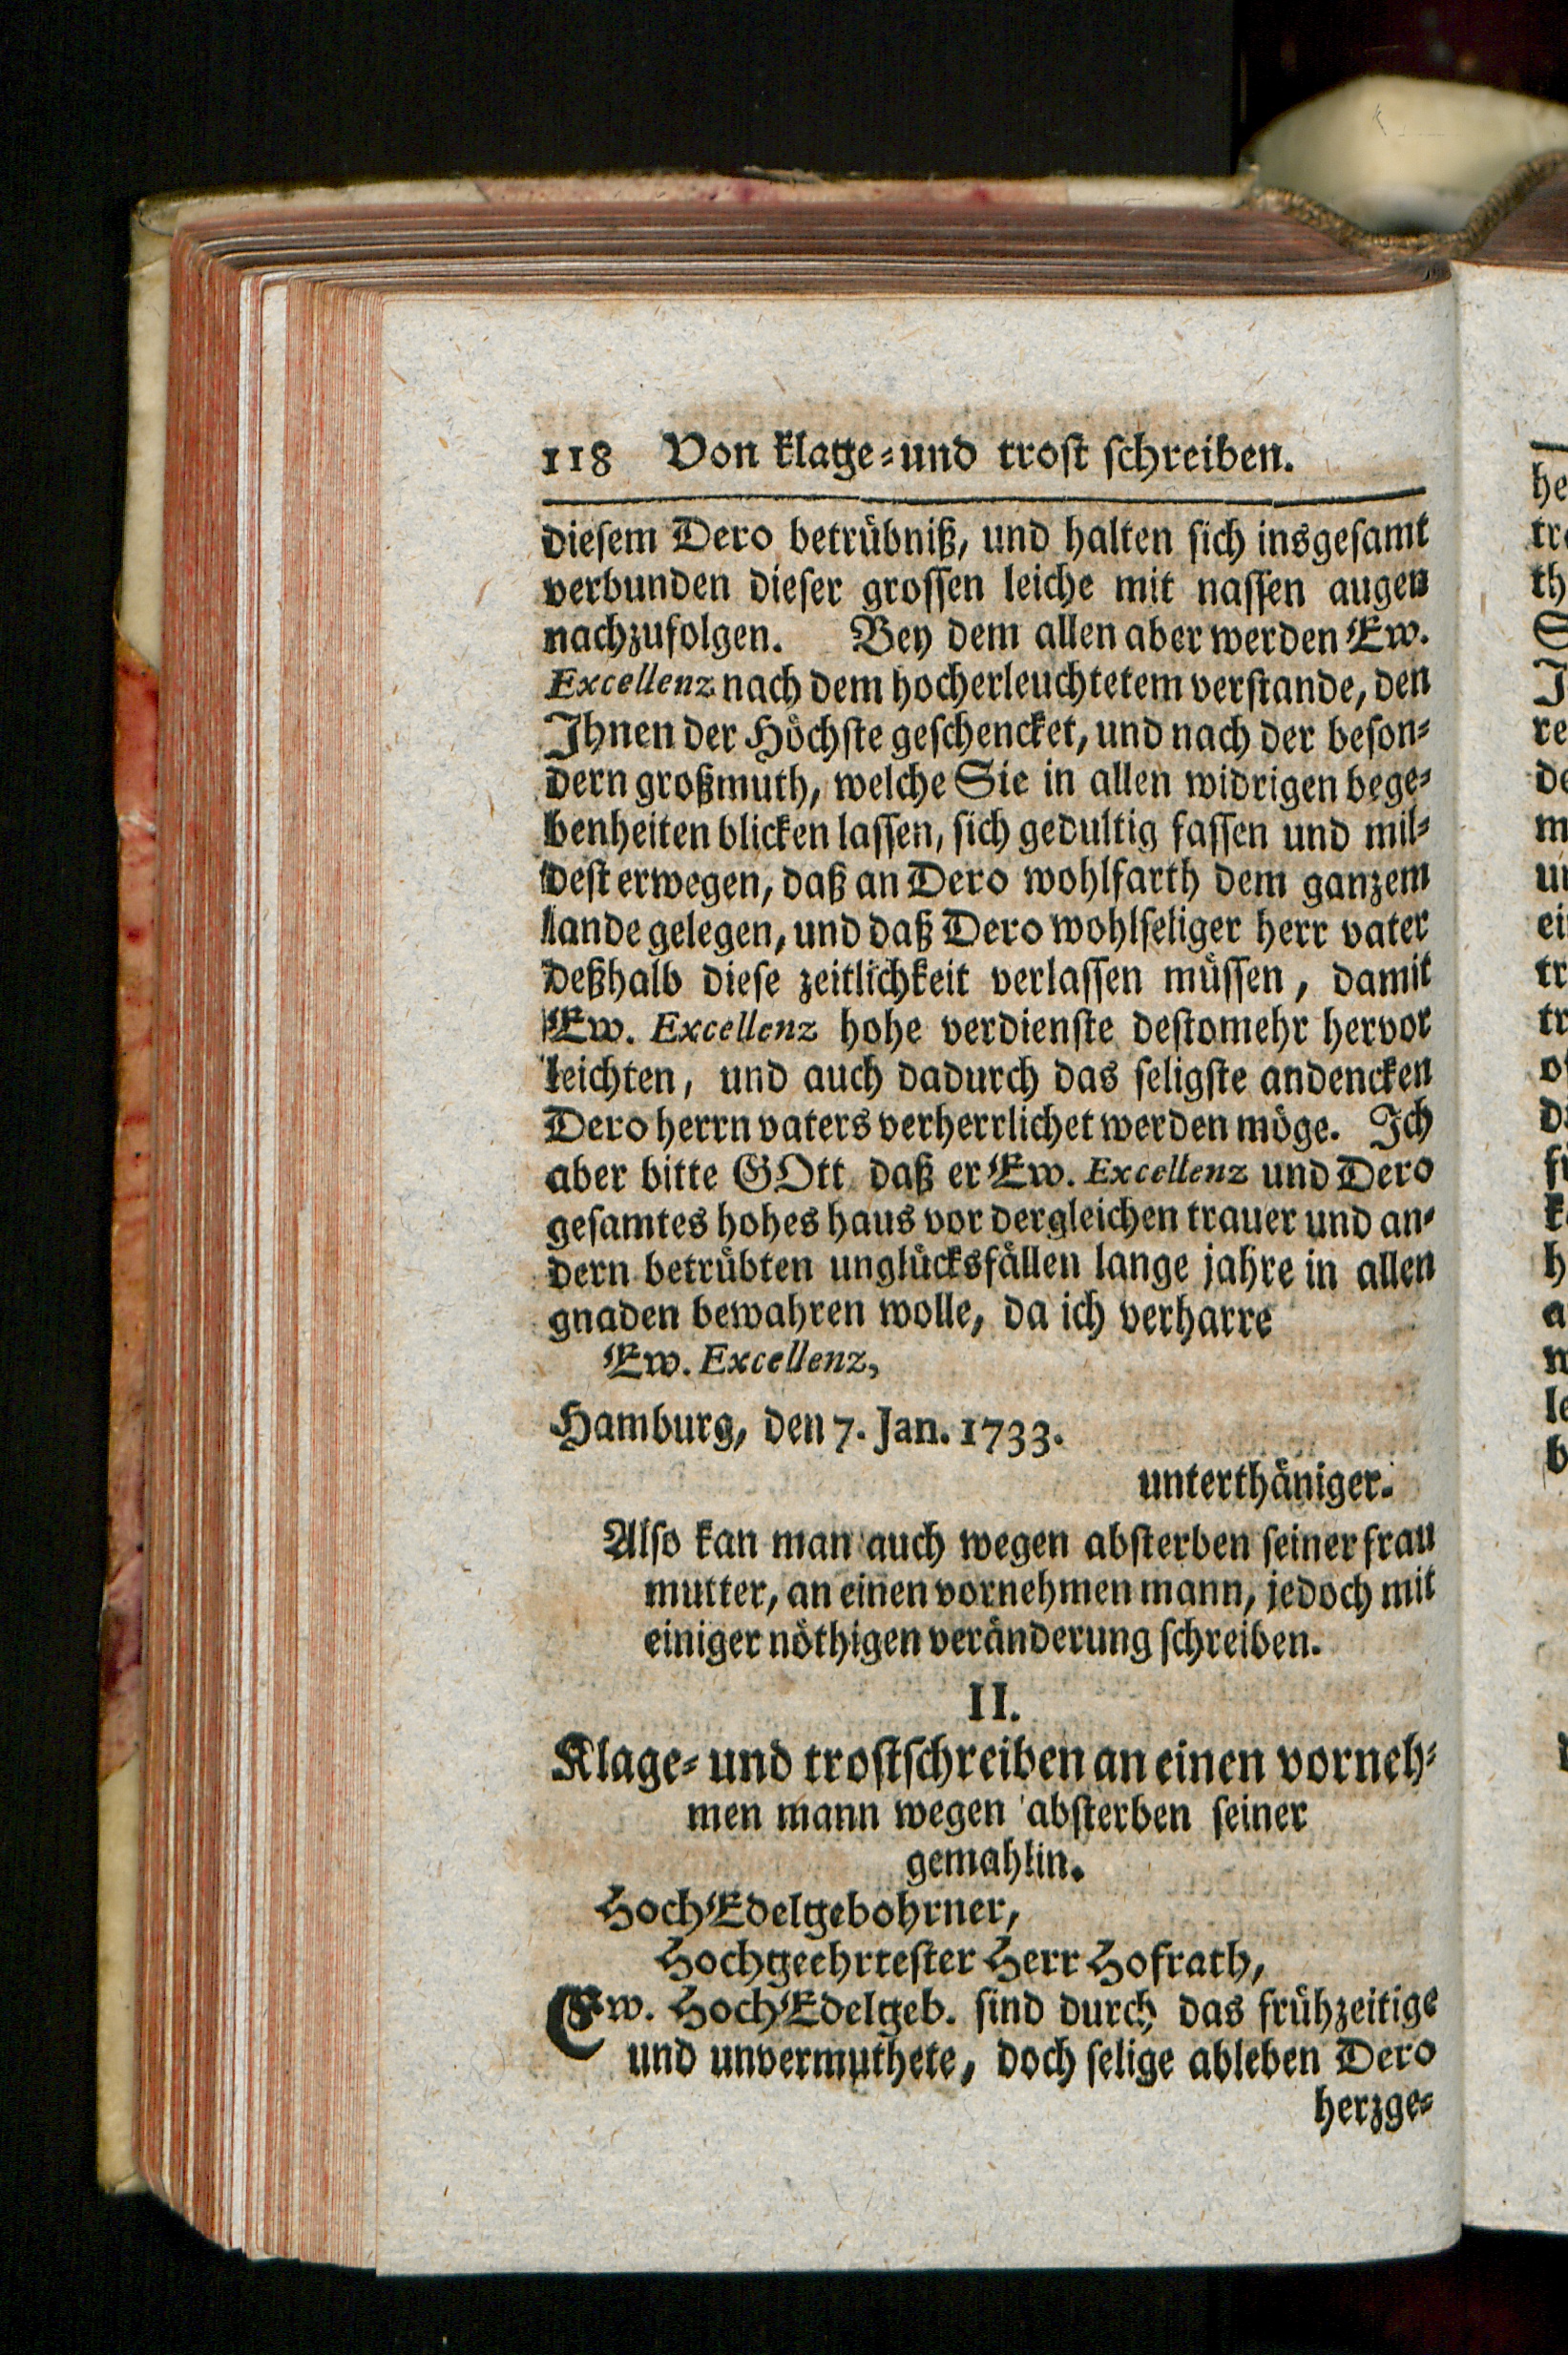 118 Von klage=und trost schreiben.
diesem Dero betrübniß, und halten sich insgesamt
verbunden dieser grossen leiche mit nassen augen
nachzufolgen. Bey dem allen aber werden Ew.
Excellenz nach dem hocherleuchtetem verstande, den
Ihnen der Höchste geschencket, und nach der beson=
dern großmuth, welche Sie in allen widrigen bege=
benheiten blicken lassen, sich gedultig fassen und mil=
dest erwegen, daß an Dero wohlfarth dem ganzem
lande gelegen, und daß Dero wohlseliger herr vater
deßhalb diese zeitlichkeit verlassen müssen, damit
Ew. Excellenz hohe verdienste destomehr hervor
leichten, und auch dadurch das seligste andencken
Dero herrn vaters verherrlichet werden möge. Ich
aber bitte GOtt daß er Ew. Excellenz und Dero
gesamtes hohes haus vor dergleichen trauer und an=
dern betrübten unglücksfällen lange jahre in allen
gnaden bewahren wolle, da ich verharre
Ew. Excellenz,
Hamburg, den 7. Jan. 1733.
unterthäniger.
Also kan man auch wegen absterben seiner frau
mutter, an einen vornehmen mann, jedoch mit
einiger nöthigen veränderung schreiben.
II.
Klage= und trostschreiben an einen vorneh=
men mann wegen absterben seiner
gemahlin.
HochEdelgebohrner,
Hochgeehrtester Herr Hofrath,
Ew. HochEdelgeb. sind durch das frühzeitige
und unvermuthete, doch selige ableben Dero
herzge=